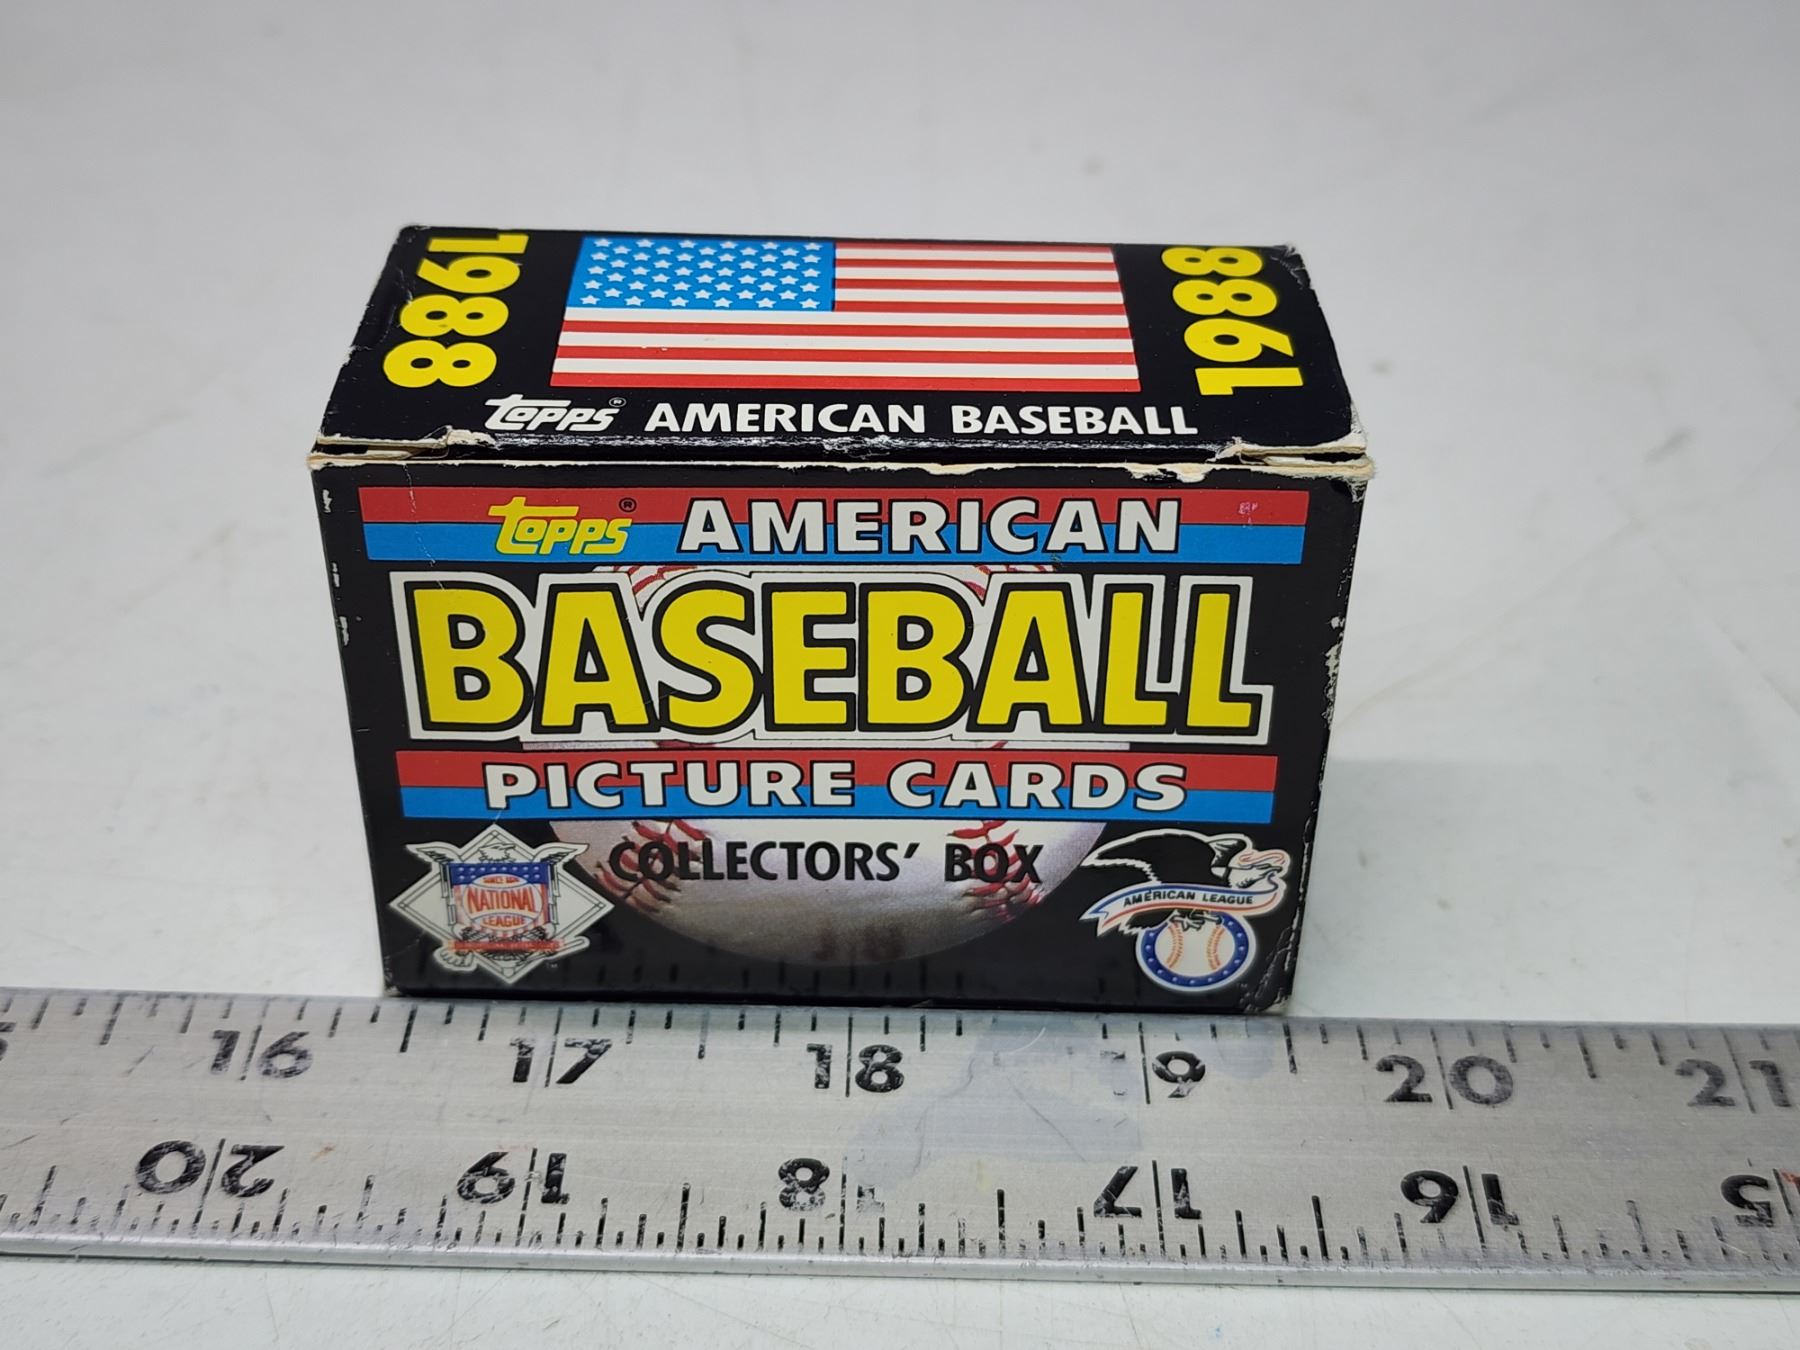 1988
1988
topps® AMERICAN BASEBALL
topps® AMERICAN
BASEBALL
PICTURE CARDS
COLLECTORS' BOX
NATIONAL
LEAGUE
AMERICAN LEAGUE
16 17 18 19 20 21
20 19 18 17 16 15